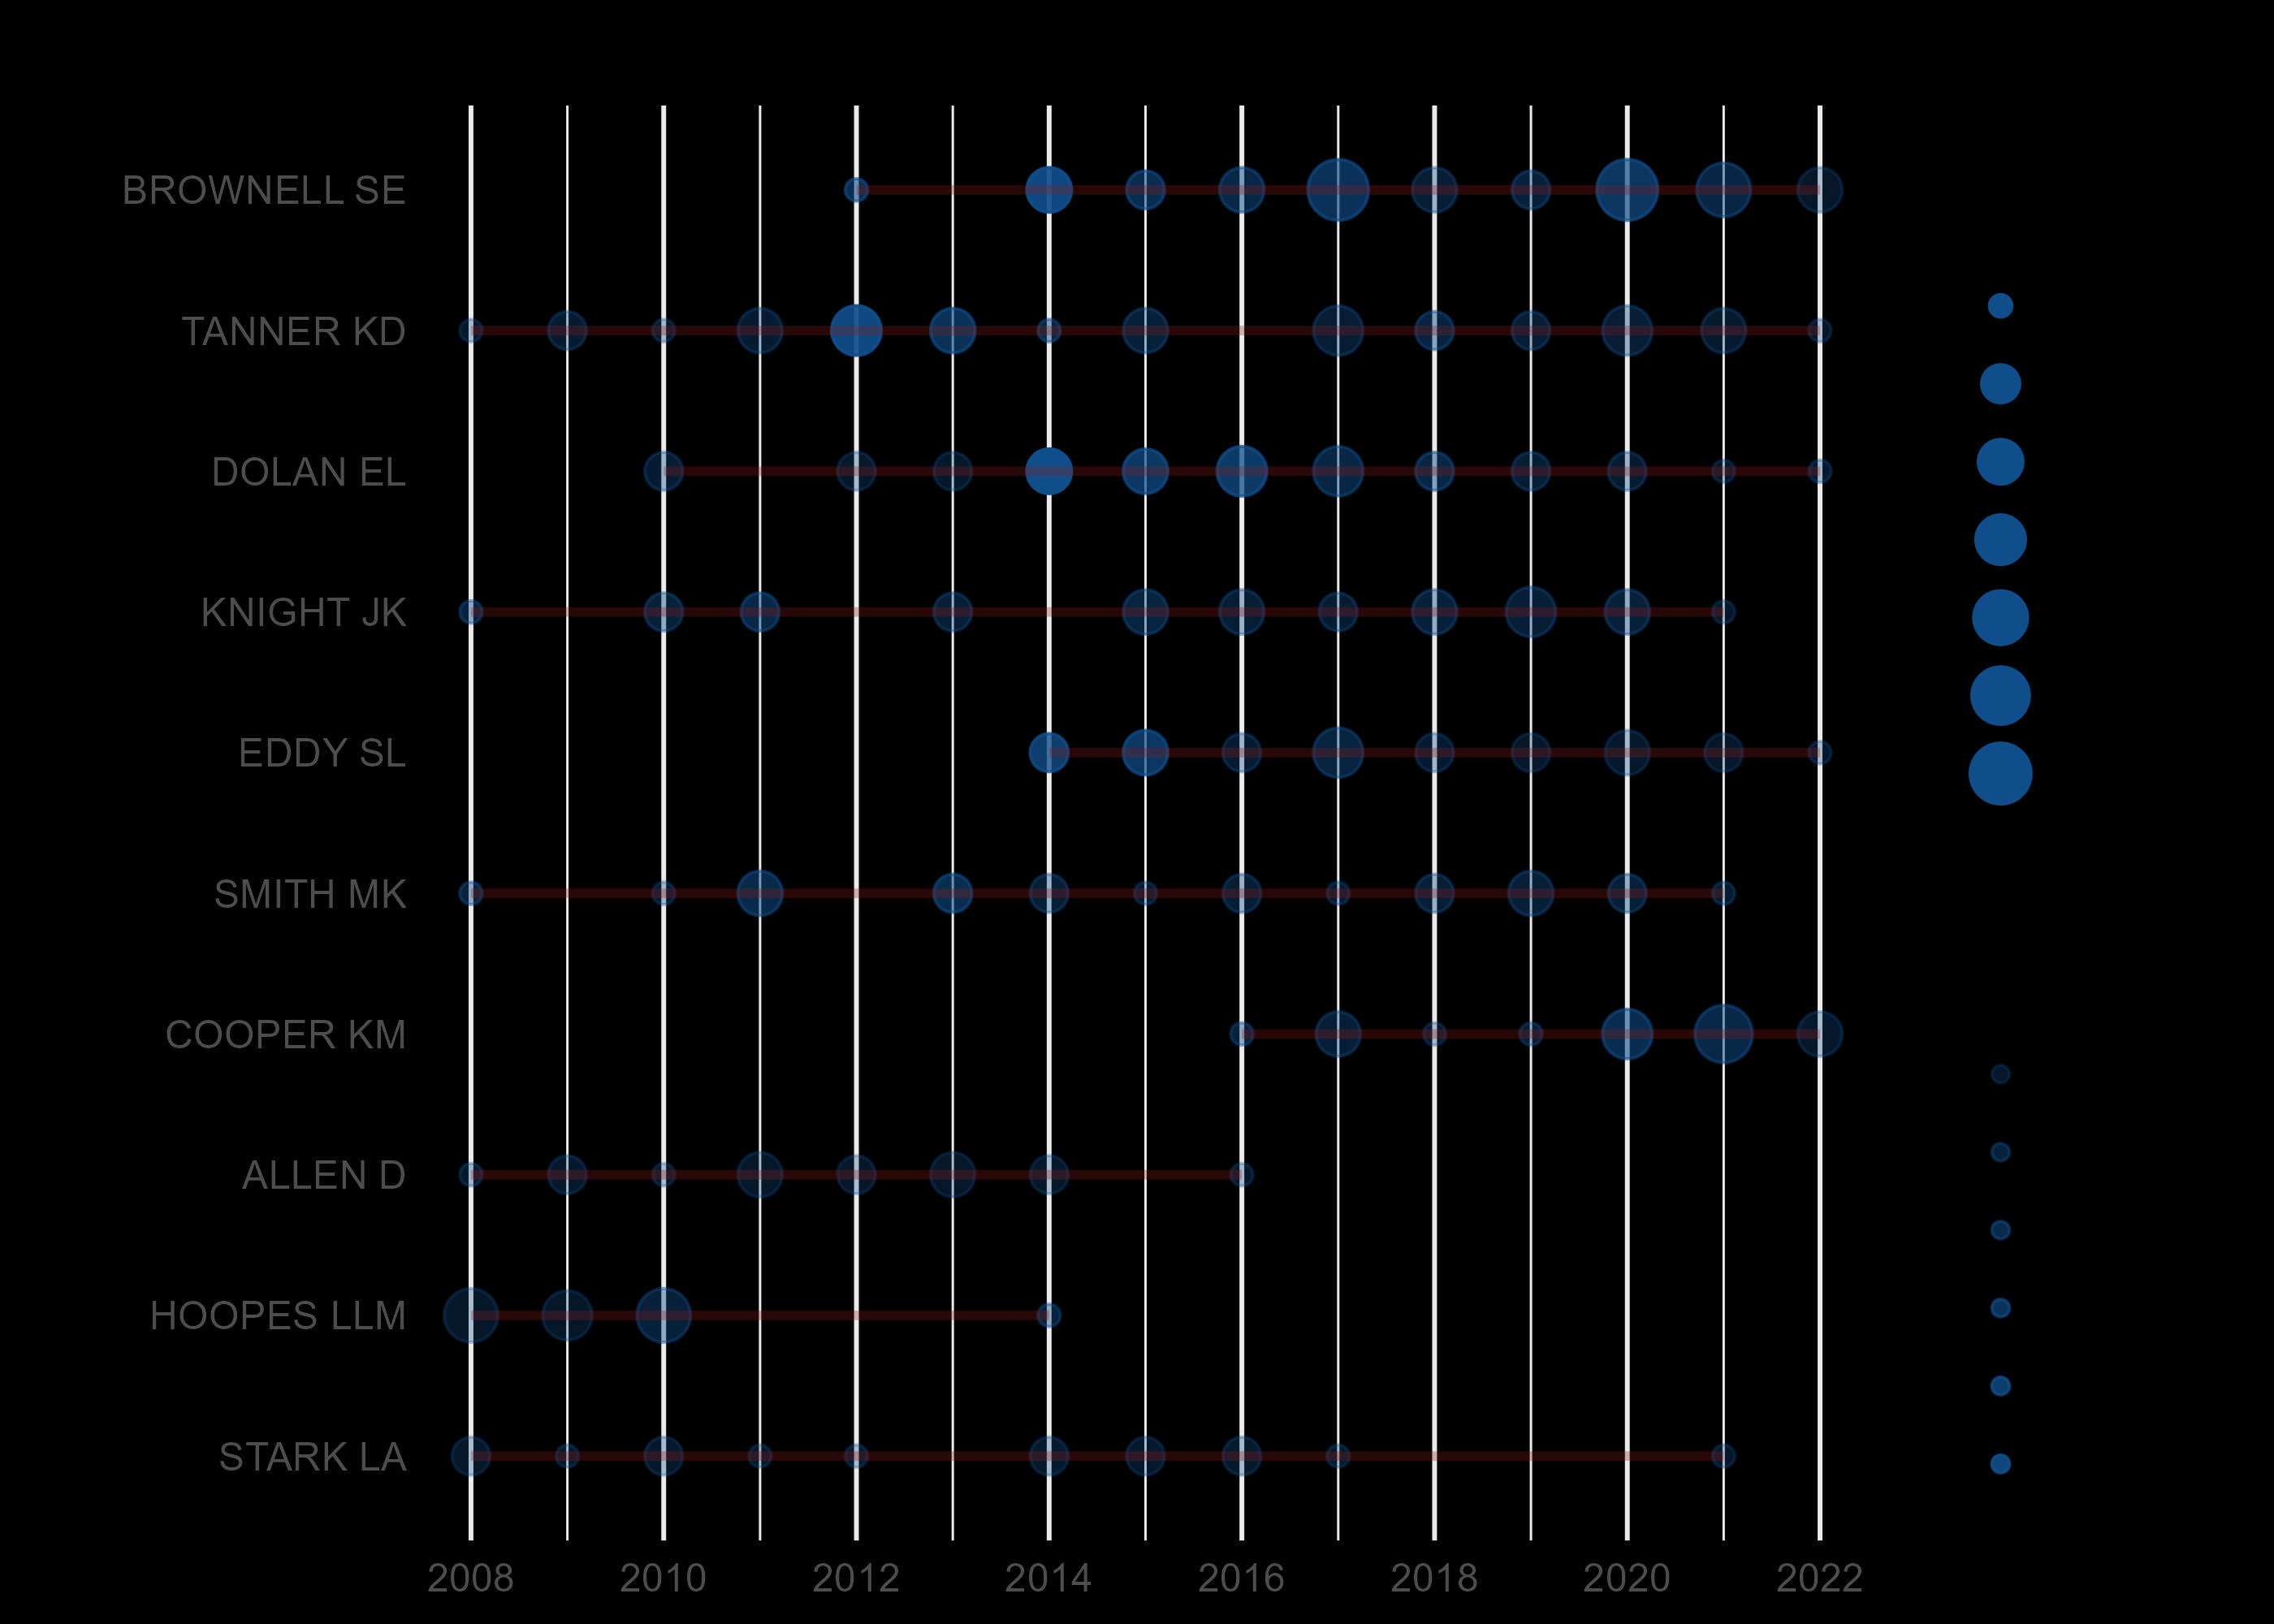 BROWNELL SE
TANNER KD
DOLAN EL
KNIGHT JK
EDDY SL
SMITH MK
COOPER KM
ALLEN D
HOOPES LLM
STARK LA
2008 2010 2012 2014 2016 2018 2020 2022